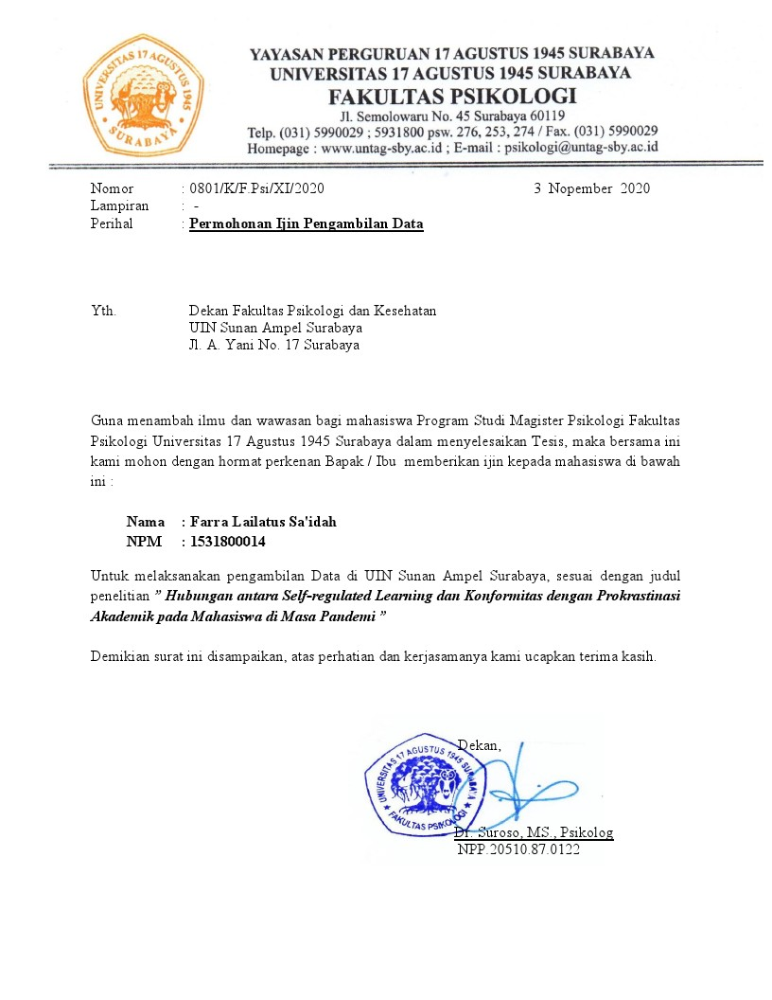 UNIVERSITAS 17 AGUSTUS 1945
SURABAYA
YAYASAN PERGURUAN 17 AGUSTUS 1945 SURABAYA
UNIVERSITAS 17 AGUSTUS 1945 SURABAYA
FAKULTAS PSIKOLOGI
Jl. Semolowaru No. 45 Surabaya 60119
Telp. (031) 5990029 ; 5931800 psw. 276, 253, 274 / Fax. (031) 5990029
Homepage : www.untag-sby.ac.id ; E-mail : psikologi@untag-sby.ac.id
Nomor : 0801/K/F.Psi/XI/2020 3 Nopember 2020
Lampiran : -
Perihal : Permohonan Ijin Pengambilan Data
Yth. Dekan Fakultas Psikologi dan Kesehatan
UIN Sunan Ampel Surabaya
Jl. A. Yani No. 17 Surabaya
Guna menambah ilmu dan wawasan bagi mahasiswa Program Studi Magister Psikologi Fakultas
Psikologi Universitas 17 Agustus 1945 Surabaya dalam menyelesaikan Tesis, maka bersama ini
kami mohon dengan hormat perkenan Bapak / Ibu memberikan ijin kepada mahasiswa di bawah
ini :
Nama : Farra Lailatus Sa'idah
NPM : 1531800014
Untuk melaksanakan pengambilan Data di UIN Sunan Ampel Surabaya, sesuai dengan judul
penelitian ” Hubungan antara Self-regulated Learning dan Konformitas dengan Prokrastinasi
Akademik pada Mahasiswa di Masa Pandemi ”
Demikian surat ini disampaikan, atas perhatian dan kerjasamanya kami ucapkan terima kasih.
Dekan,
UNIVERSITAS 17 AGUSTUS 1945 SURABAYA
FAKULTAS PSIKOLOGI
Dr. Suroso, MS., Psikolog
NPP.20510.87.0122